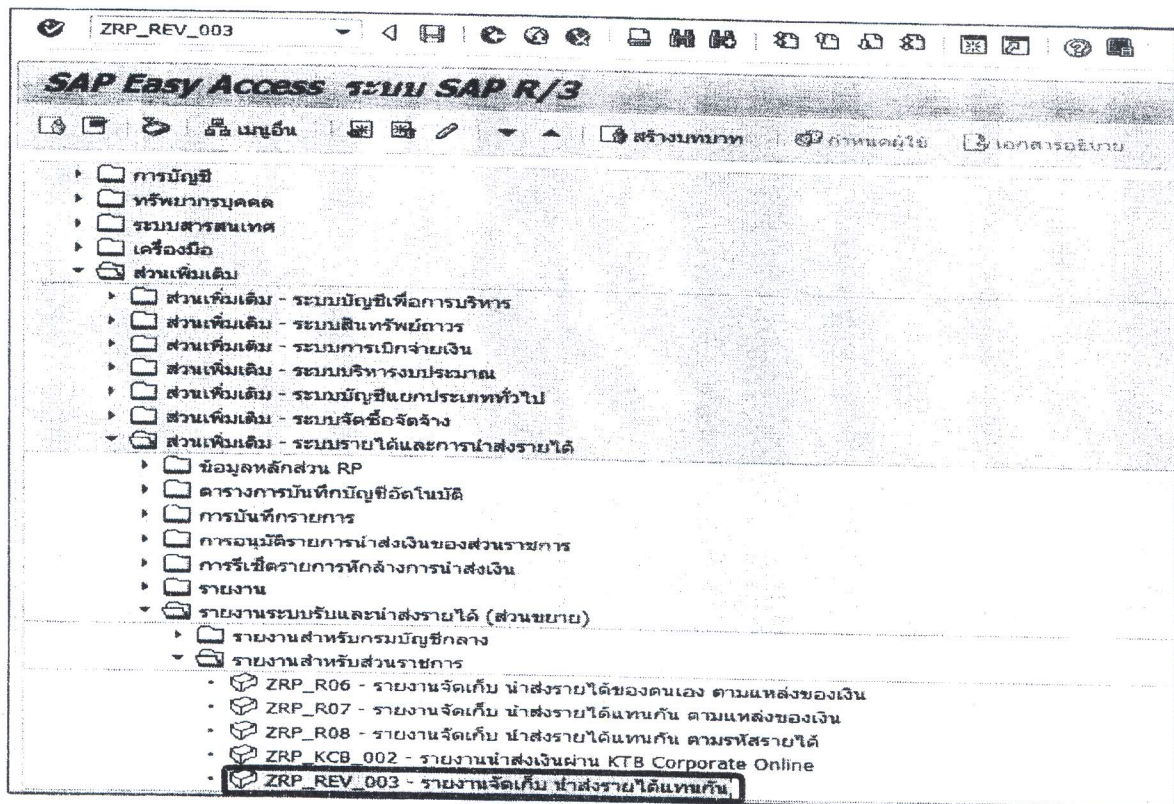 ZRP_REV_003
SAP Easy Access ระบบ SAP R/3
เมนูอื่น สร้างบทบาท กำหนดผู้ใช้ เอกสารอธิบาย
การบัญชี
ทรัพยากรบุคคล
ระบบสารสนเทศ
เครื่องมือ
ส่วนเพิ่มเติม
ส่วนเพิ่มเติม - ระบบบัญชีเพื่อการบริหาร
ส่วนเพิ่มเติม - ระบบสินทรัพย์ถาวร
ส่วนเพิ่มเติม - ระบบการเบิกจ่ายเงิน
ส่วนเพิ่มเติม - ระบบบริหารงบประมาณ
ส่วนเพิ่มเติม - ระบบบัญชีแยกประเภททั่วไป
ส่วนเพิ่มเติม - ระบบจัดซื้อจัดจ้าง
ส่วนเพิ่มเติม - ระบบรายได้และการนำส่งรายได้
ข้อมูลหลักส่วน RP
ตารางการบันทึกบัญชีอัตโนมัติ
การบันทึกรายการ
การอนุมัติรายการนำส่งเงินของส่วนราชการ
การรีเซ็ตรายการหักล้างการนำส่งเงิน
รายงาน
รายงานระบบรับและนำส่งรายได้ (ส่วนขยาย)
รายงานสำหรับกรมบัญชีกลาง
รายงานสำหรับส่วนราชการ
ZRP_R06 - รายงานจัดเก็บ นำส่งรายได้ของตนเอง ตามแหล่งของเงิน
ZRP_R07 - รายงานจัดเก็บ นำส่งรายได้แทนกัน ตามแหล่งของเงิน
ZRP_R08 - รายงานจัดเก็บ นำส่งรายได้แทนกัน ตามรหัสรายได้
ZRP_KCB_002 - รายงานนำส่งเงินผ่าน KTB Corporate Online
ZRP_REV_003 - รายงานจัดเก็บ นำส่งรายได้แทนกัน